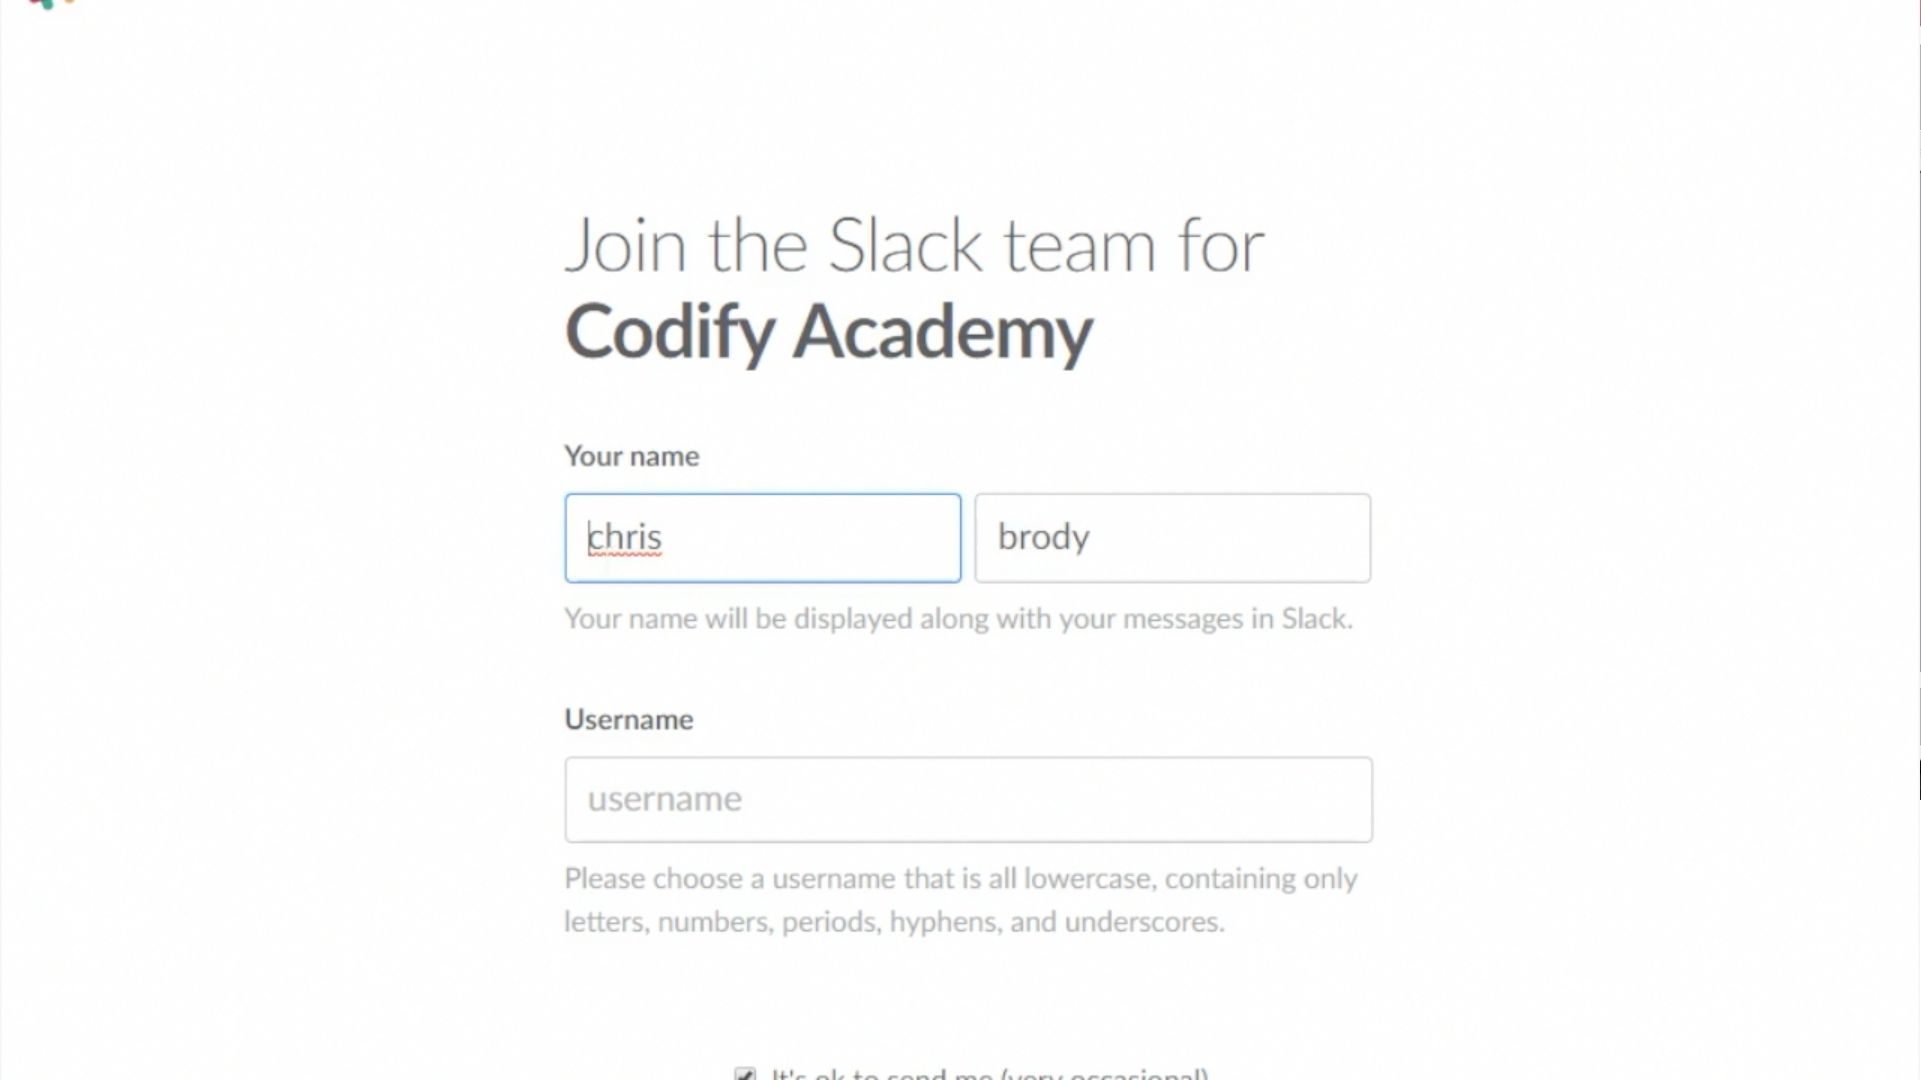 Join the Slack team for
Codify Academy
Your name
chris
brody
Your name will be displayed along with your messages in Slack.
Username
username
Please choose a username that is all lowercase, containing only
letters, numbers, periods, hyphens, and underscores.
It's ok to send me (very occasional)